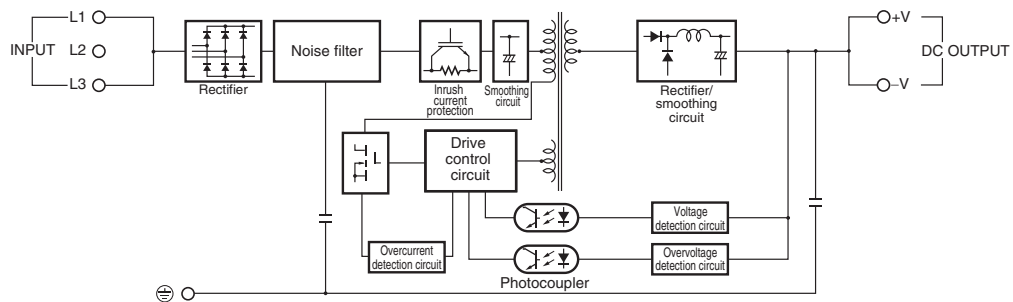 L1
INPUT
L2
L3
Rectifier
Noise filter
Inrush
current
protection
Smoothing
circuit
Rectifier/
smoothing
circuit
+V
DC OUTPUT
−V
Drive
control
circuit
Overcurrent
detection circuit
Photocoupler
Voltage
detection circuit
Overvoltage
detection circuit